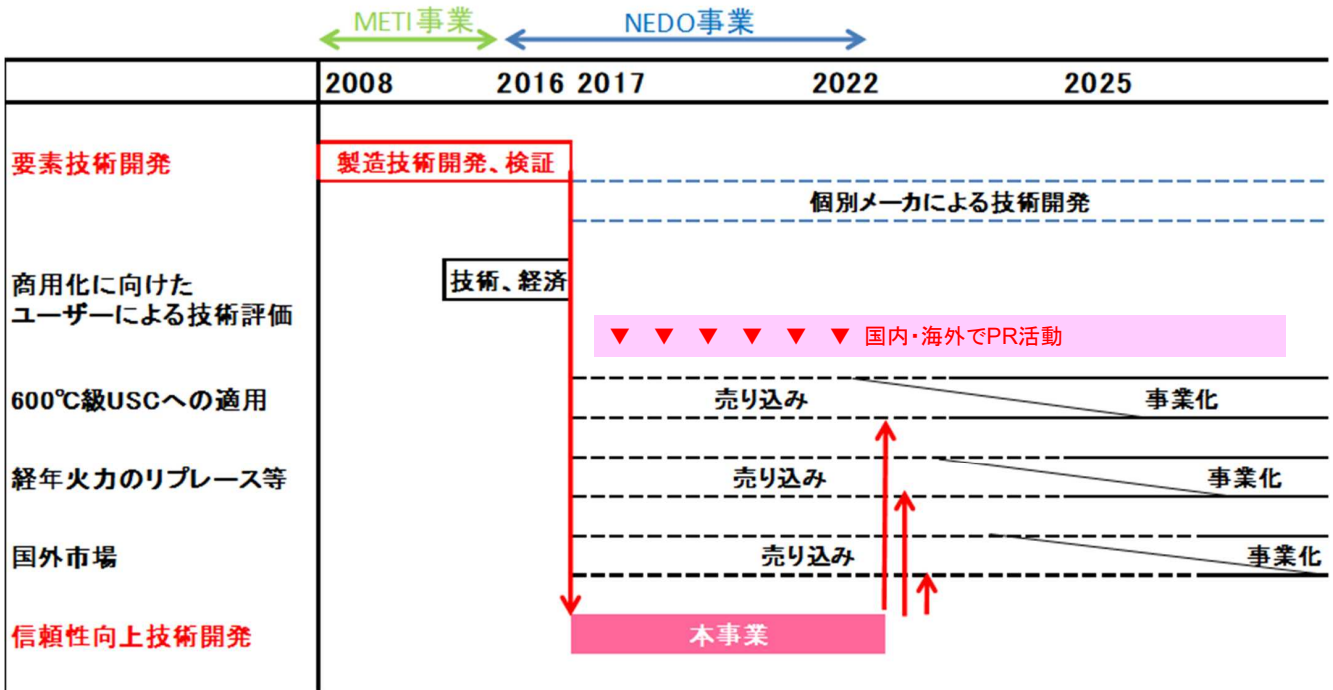 METI事業
NEDO事業
2008
2016
2017
2022
2025
要素技術開発
製造技術開発、検証
個別メーカによる技術開発
商用化に向けた
ユーザーによる技術評価
技術、経済
▼ ▼ ▼ ▼ ▼ ▼ 国内・海外でPR活動
600℃級USCへの適用
売り込み
事業化
経年火力のリプレース等
売り込み
事業化
国外市場
売り込み
事業化
信頼性向上技術開発
本事業